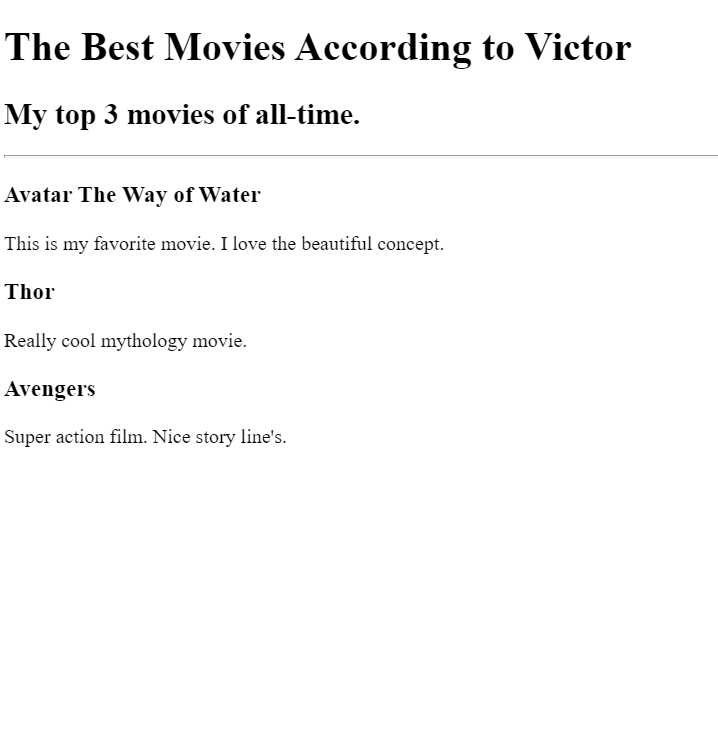 The Best Movies According to Victor
My top 3 movies of all-time.
Avatar The Way of Water
This is my favorite movie. I love the beautiful concept.
Thor
Really cool mythology movie.
Avengers
Super action film. Nice story line's.